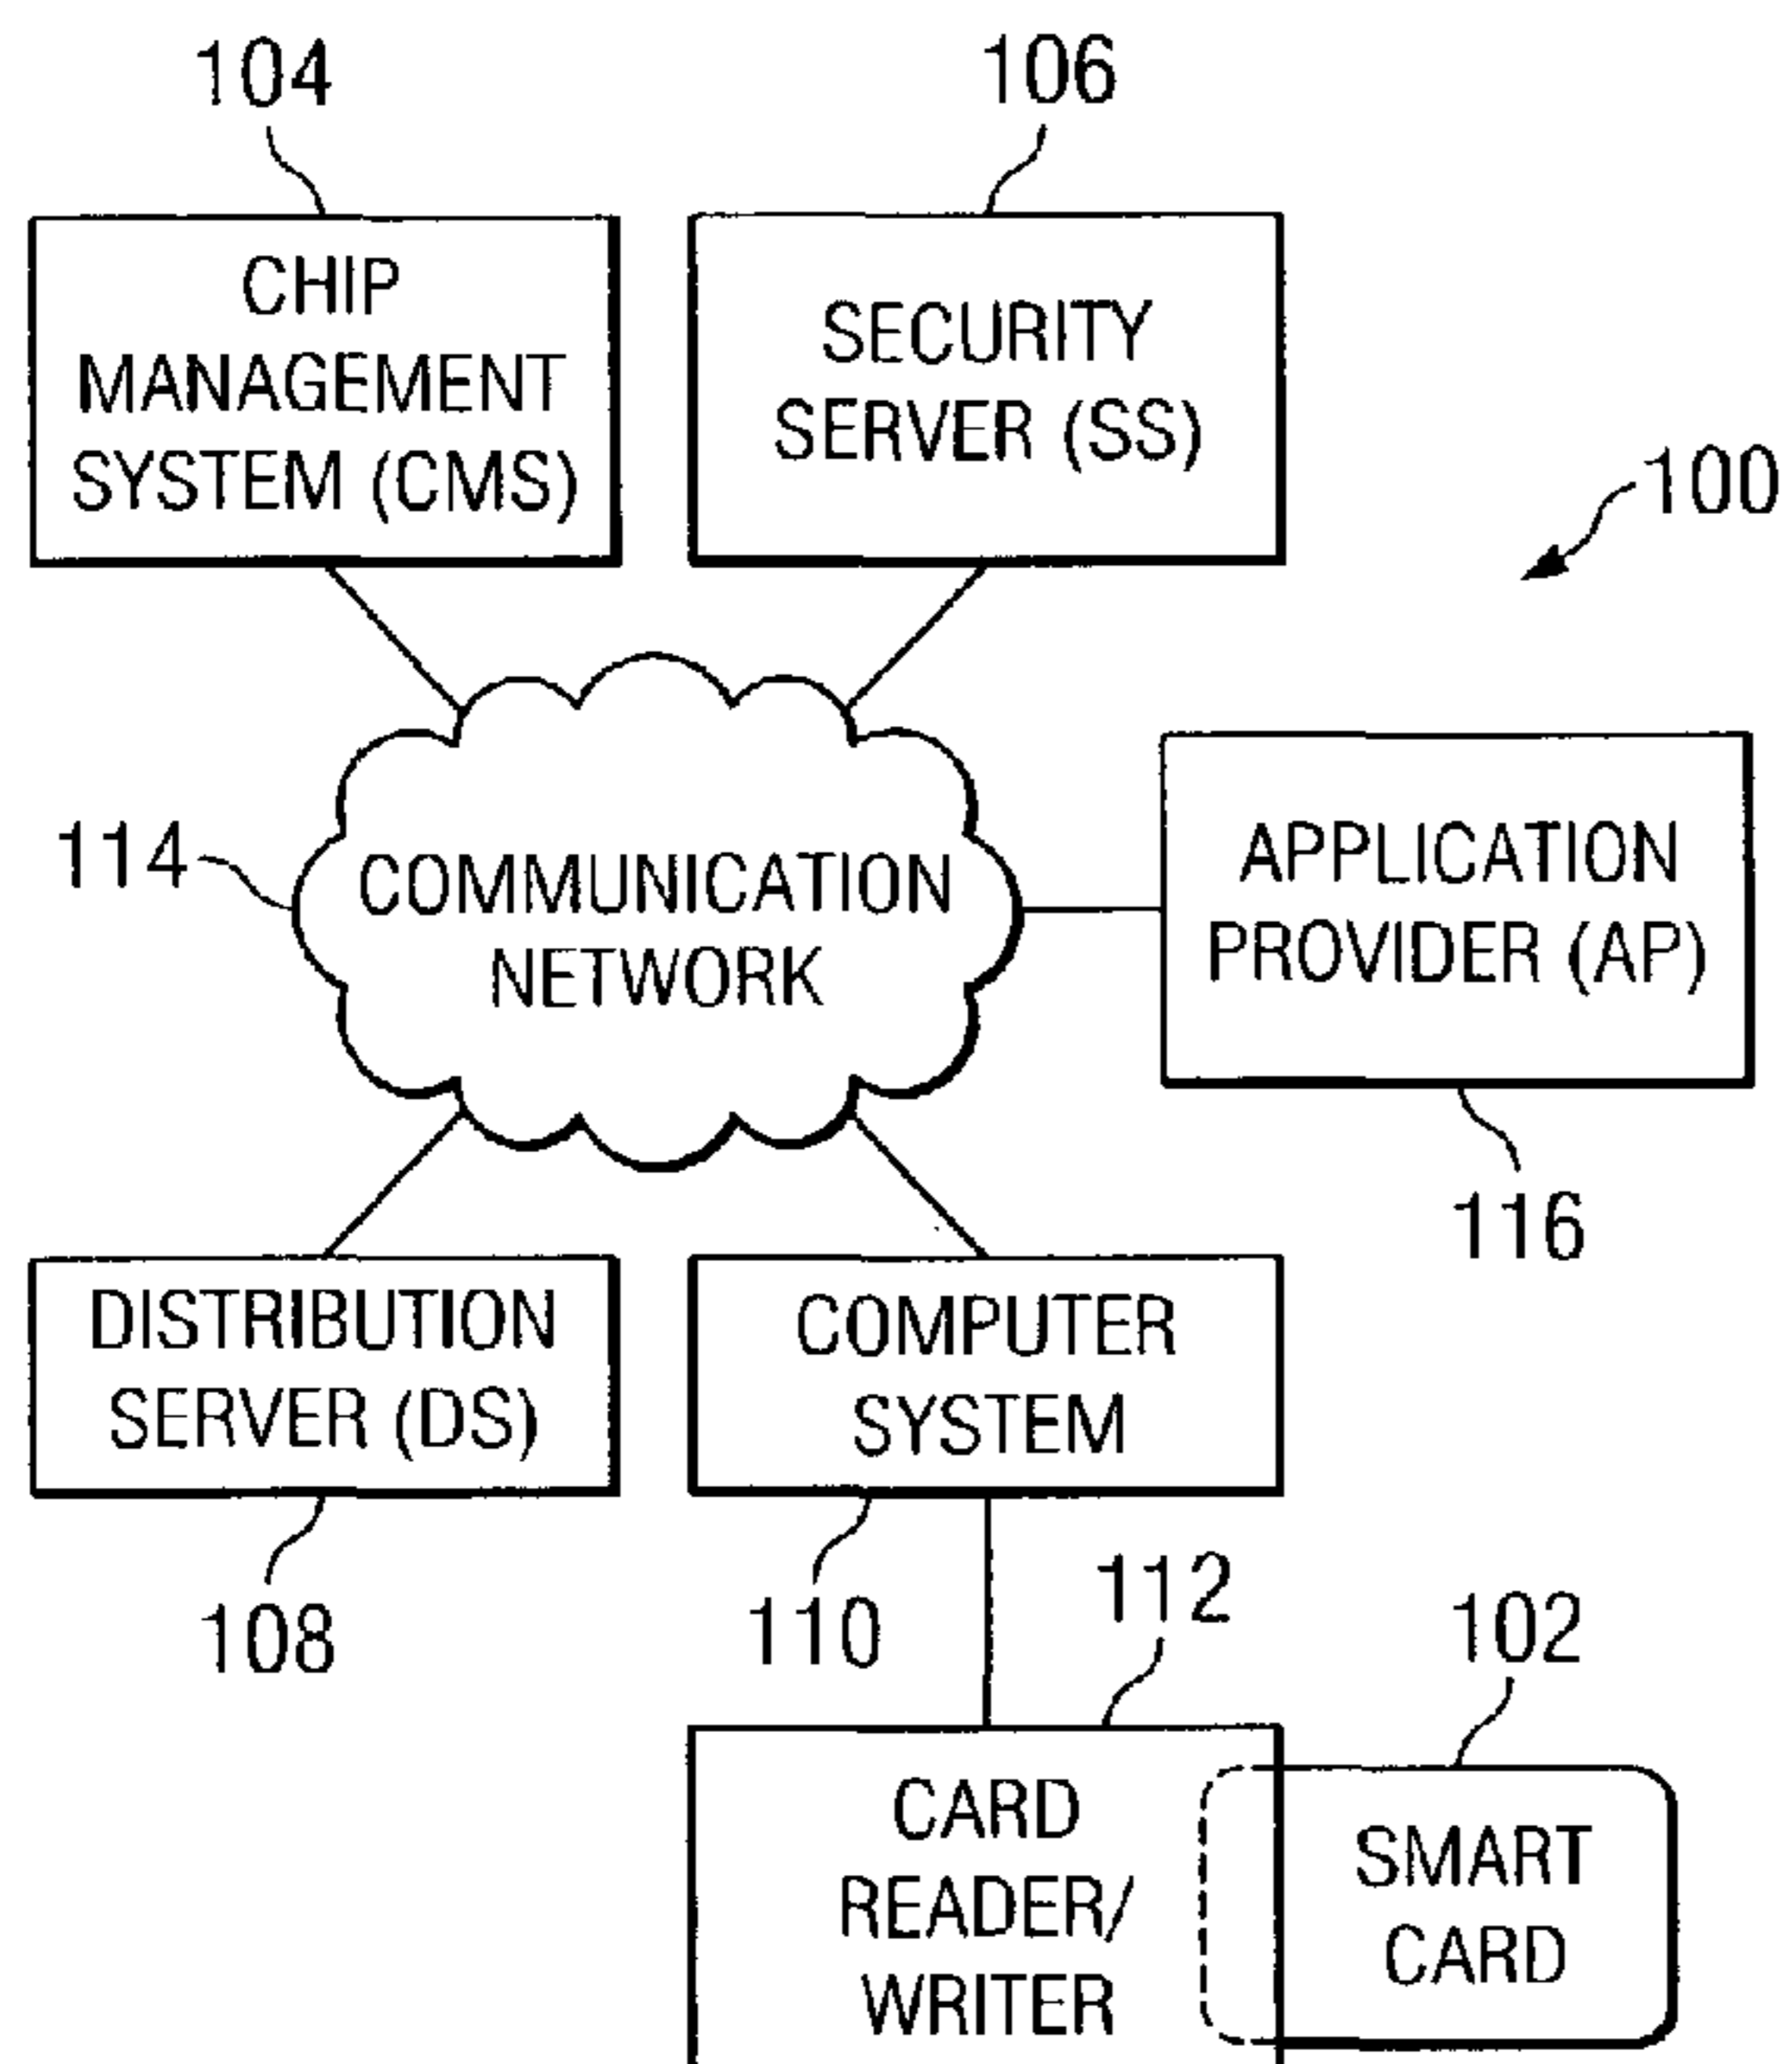 104
106
CHIP
MANAGEMENT
SYSTEM (CMS)
SECURITY
SERVER (SS)
100
114
COMMUNICATION
NETWORK
APPLICATION
PROVIDER (AP)
116
DISTRIBUTION
SERVER (DS)
COMPUTER
SYSTEM
108
110
112
102
CARD
READER/
WRITER
SMART
CARD